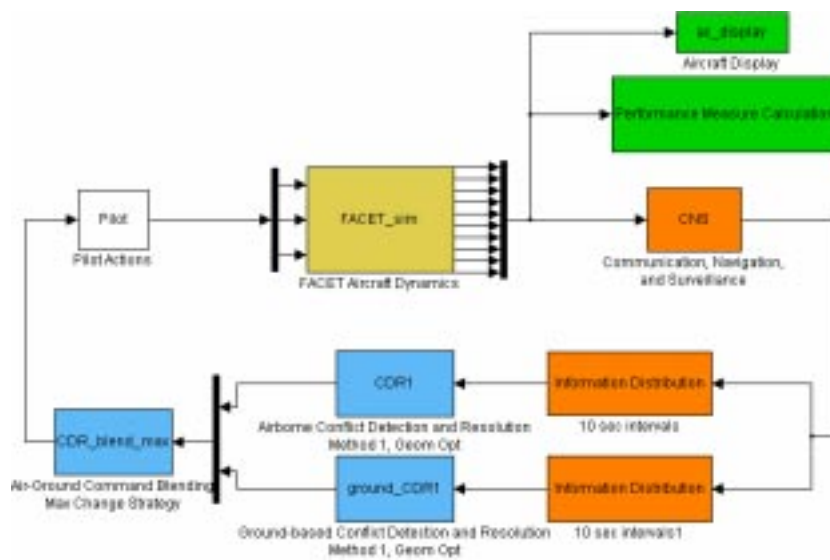 ac_display
Aircraft Display
Performance Measure Calculation
Pilot
Pilot Actions
FACET_sim
FACET Aircraft Dynamics
CNS
Communication, Navigation,
and Surveillance
CDR1
Airborne Conflict Detection and Resolution
Method 1, Geom Opt
Information Distribution
10 sec intervals
CDR_blend_max
Air-Ground Command Blending
Max Change Strategy
ground_CDR1
Ground-based Conflict Detection and Resolution
Method 1, Geom Opt
Information Distribution
10 sec intervals1